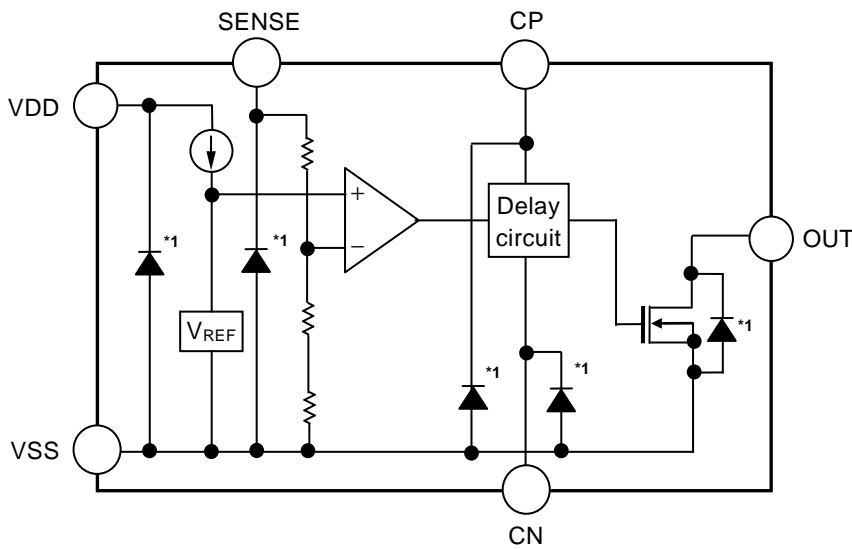 SENSE
CP
VDD
+
*1
*1
−
Delay
circuit
OUT
VREF
*1
*1
*1
VSS
CN